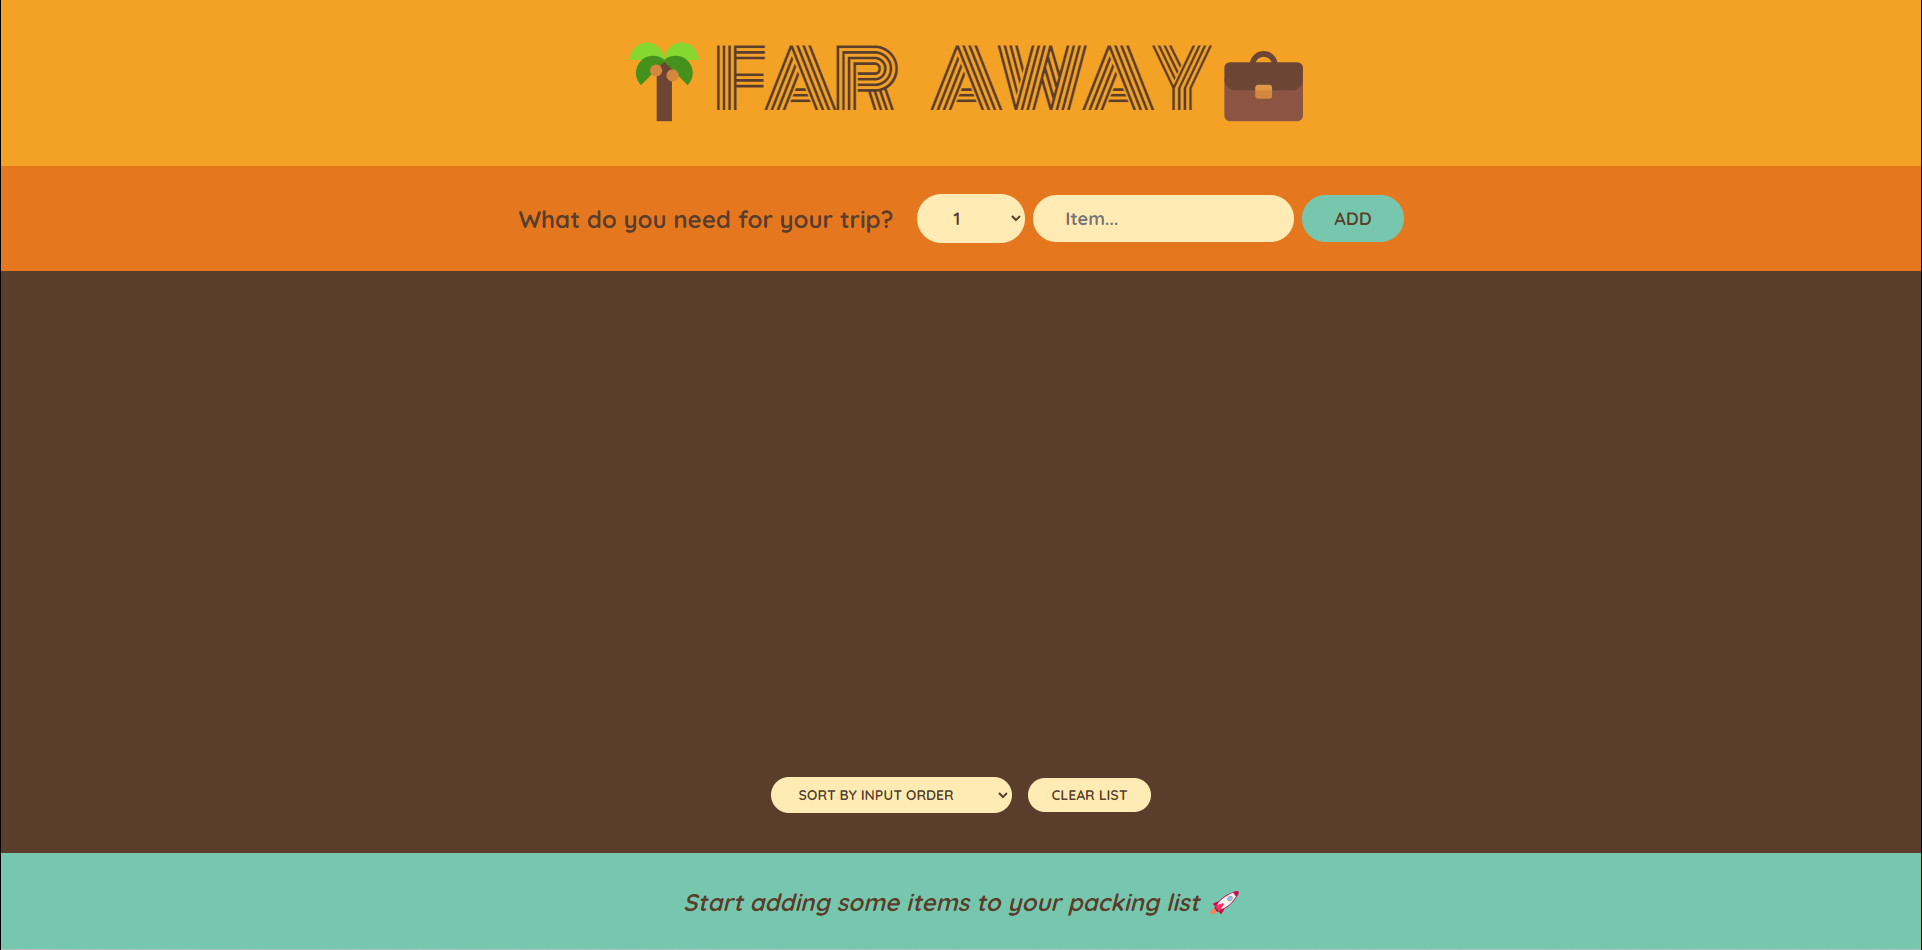 🌴 FAR AWAY 💼
What do you need for your trip? 1 Item... ADD
SORT BY INPUT ORDER CLEAR LIST
Start adding some items to your packing list 🚀